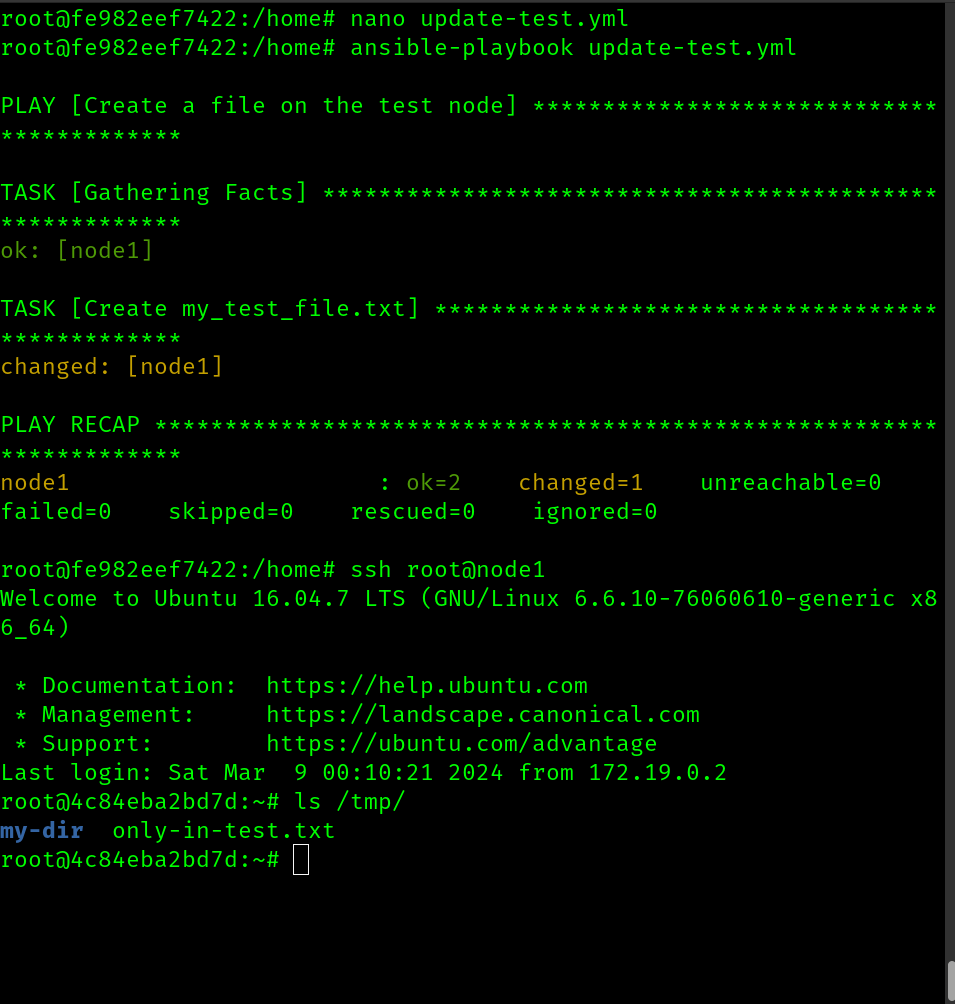 root@fe982eef7422:/home# nano update-test.yml
root@fe982eef7422:/home# ansible-playbook update-test.yml
PLAY [Create a file on the test node] *****************************
*************
TASK [Gathering Facts] ********************************************
*************
ok: [node1]
TASK [Create my_test_file.txt] ************************************
*************
changed: [node1]
PLAY RECAP ********************************************************
*************
node1                      : ok=2    changed=1    unreachable=0
failed=0    skipped=0    rescued=0    ignored=0
root@fe982eef7422:/home# ssh root@node1
Welcome to Ubuntu 16.04.7 LTS (GNU/Linux 6.6.10-76060610-generic x8
6_64)
 * Documentation:  https://help.ubuntu.com
 * Management:     https://landscape.canonical.com
 * Support:        https://ubuntu.com/advantage
Last login: Sat Mar  9 00:10:21 2024 from 172.19.0.2
root@4c84eba2bd7d:~# ls /tmp/
my-dir  only-in-test.txt
root@4c84eba2bd7d:~#